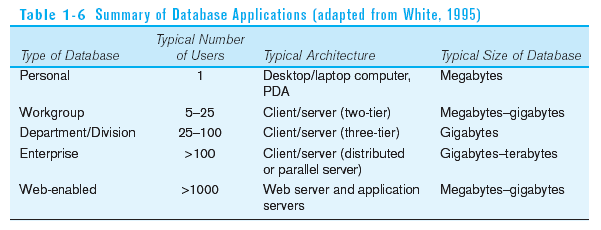 Table 1-6 Summary of Database Applications (adapted from White, 1995)
Type of Database Typical Number of Users Typical Architecture Typical Size of Database
Personal 1 Desktop/laptop computer, PDA Megabytes
Workgroup 5–25 Client/server (two-tier) Megabytes–gigabytes
Department/Division 25–100 Client/server (three-tier) Gigabytes
Enterprise >100 Client/server (distributed or parallel server) Gigabytes–terabytes
Web-enabled >1000 Web server and application servers Megabytes–gigabytes